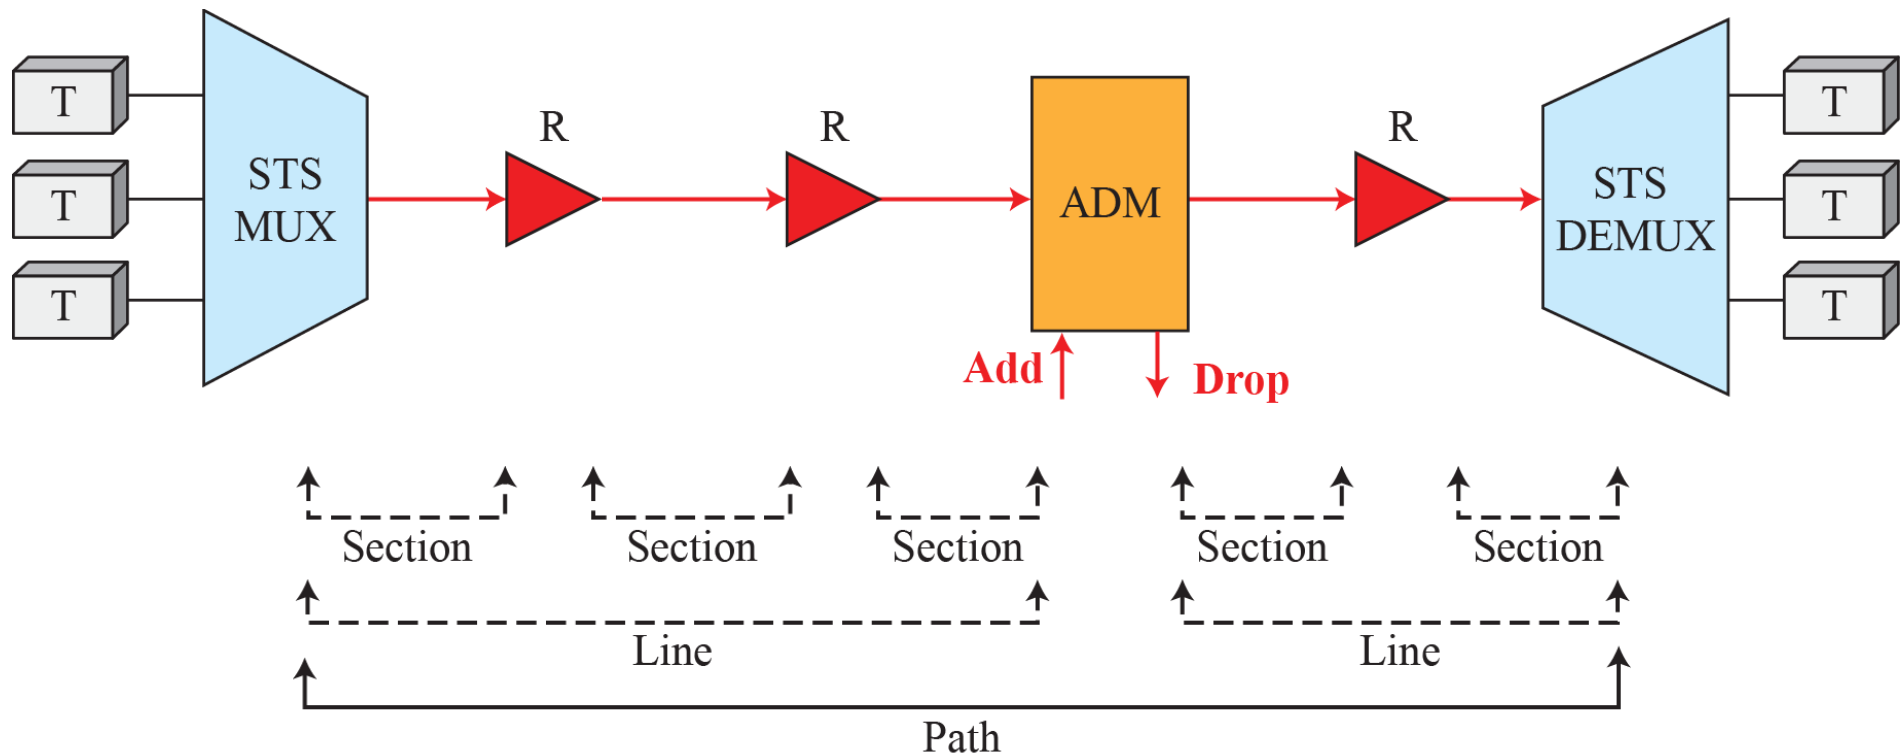 T
T
T
STS
MUX
R
R
ADM
Add
Drop
R
STS
DEMUX
T
T
T
Section
Section
Section
Section
Section
Line
Line
Path